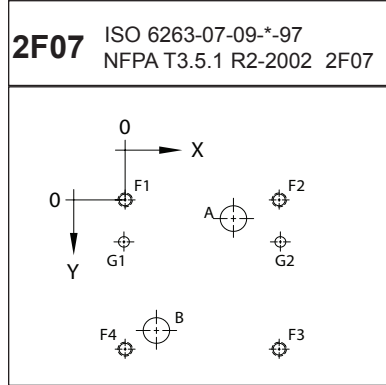 2F07 ISO 6263-07-09-*-97
NFPA T3.5.1 R2-2002 2F07
0
X
0 F1 F2
A
G1 G2
Y
B
F4 F3